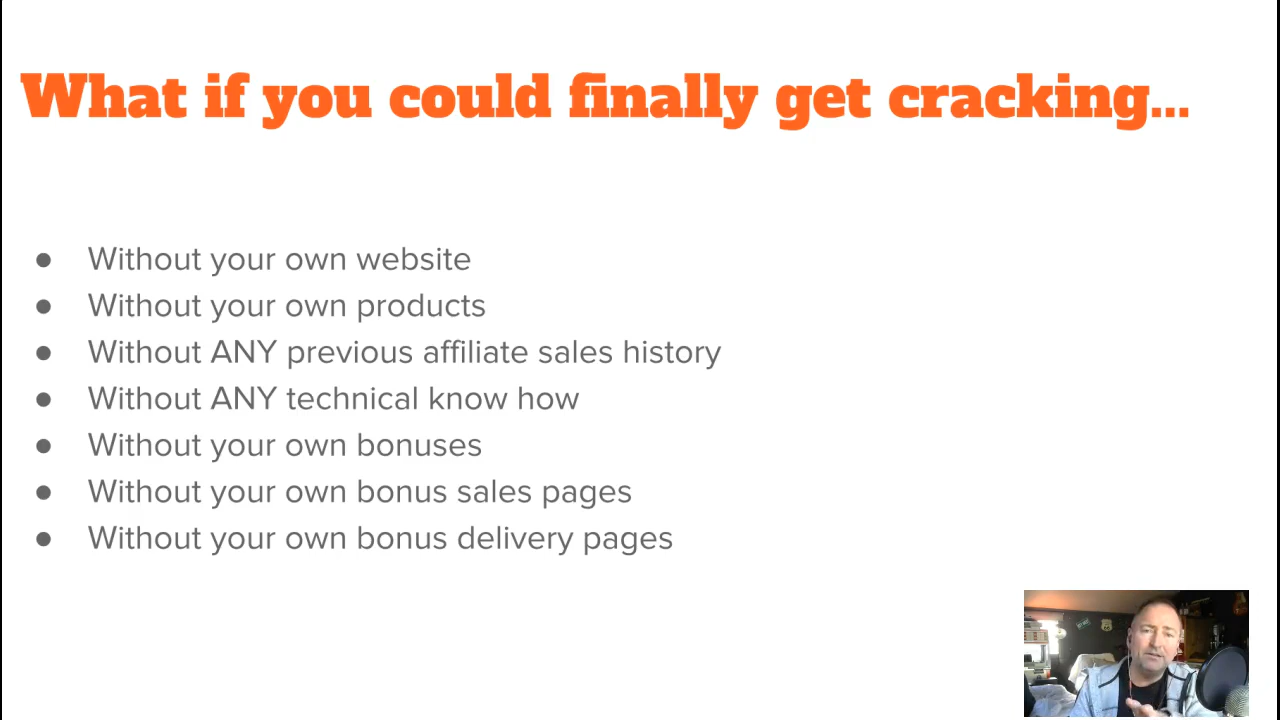 What if you could finally get cracking...
● Without your own website
● Without your own products
● Without ANY previous affiliate sales history
● Without ANY technical know how
● Without your own bonuses
● Without your own bonus sales pages
● Without your own bonus delivery pages